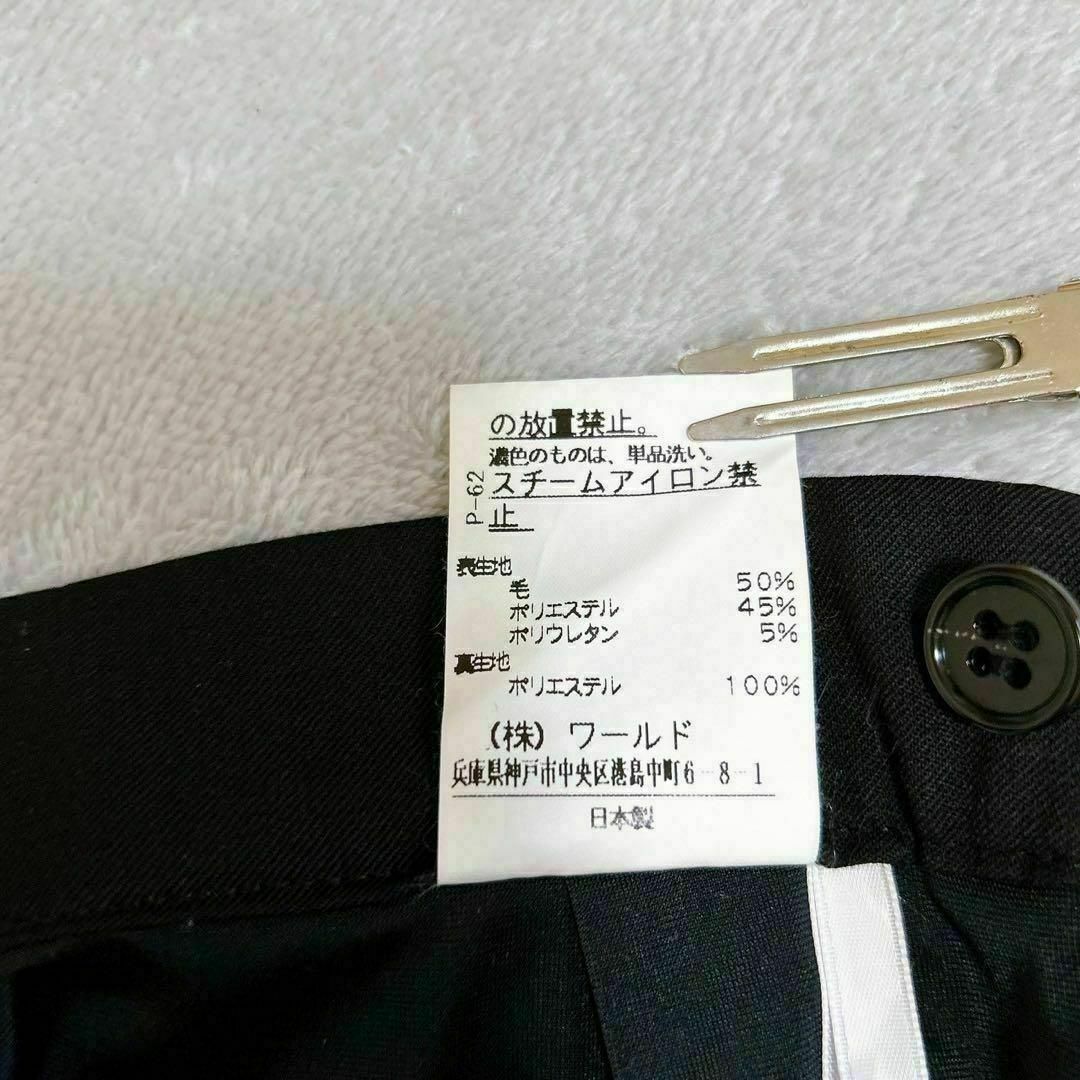 の放置禁止。
濃色のものは、単品洗い。
P-62
スチームアイロン禁
止
表生地
毛 50%
ポリエステル 45%
ポリウレタン 5%
裏生地
ポリエステル 100%
(株) ワールド
兵庫県神戸市中央区港島中町6-8-1
日本製